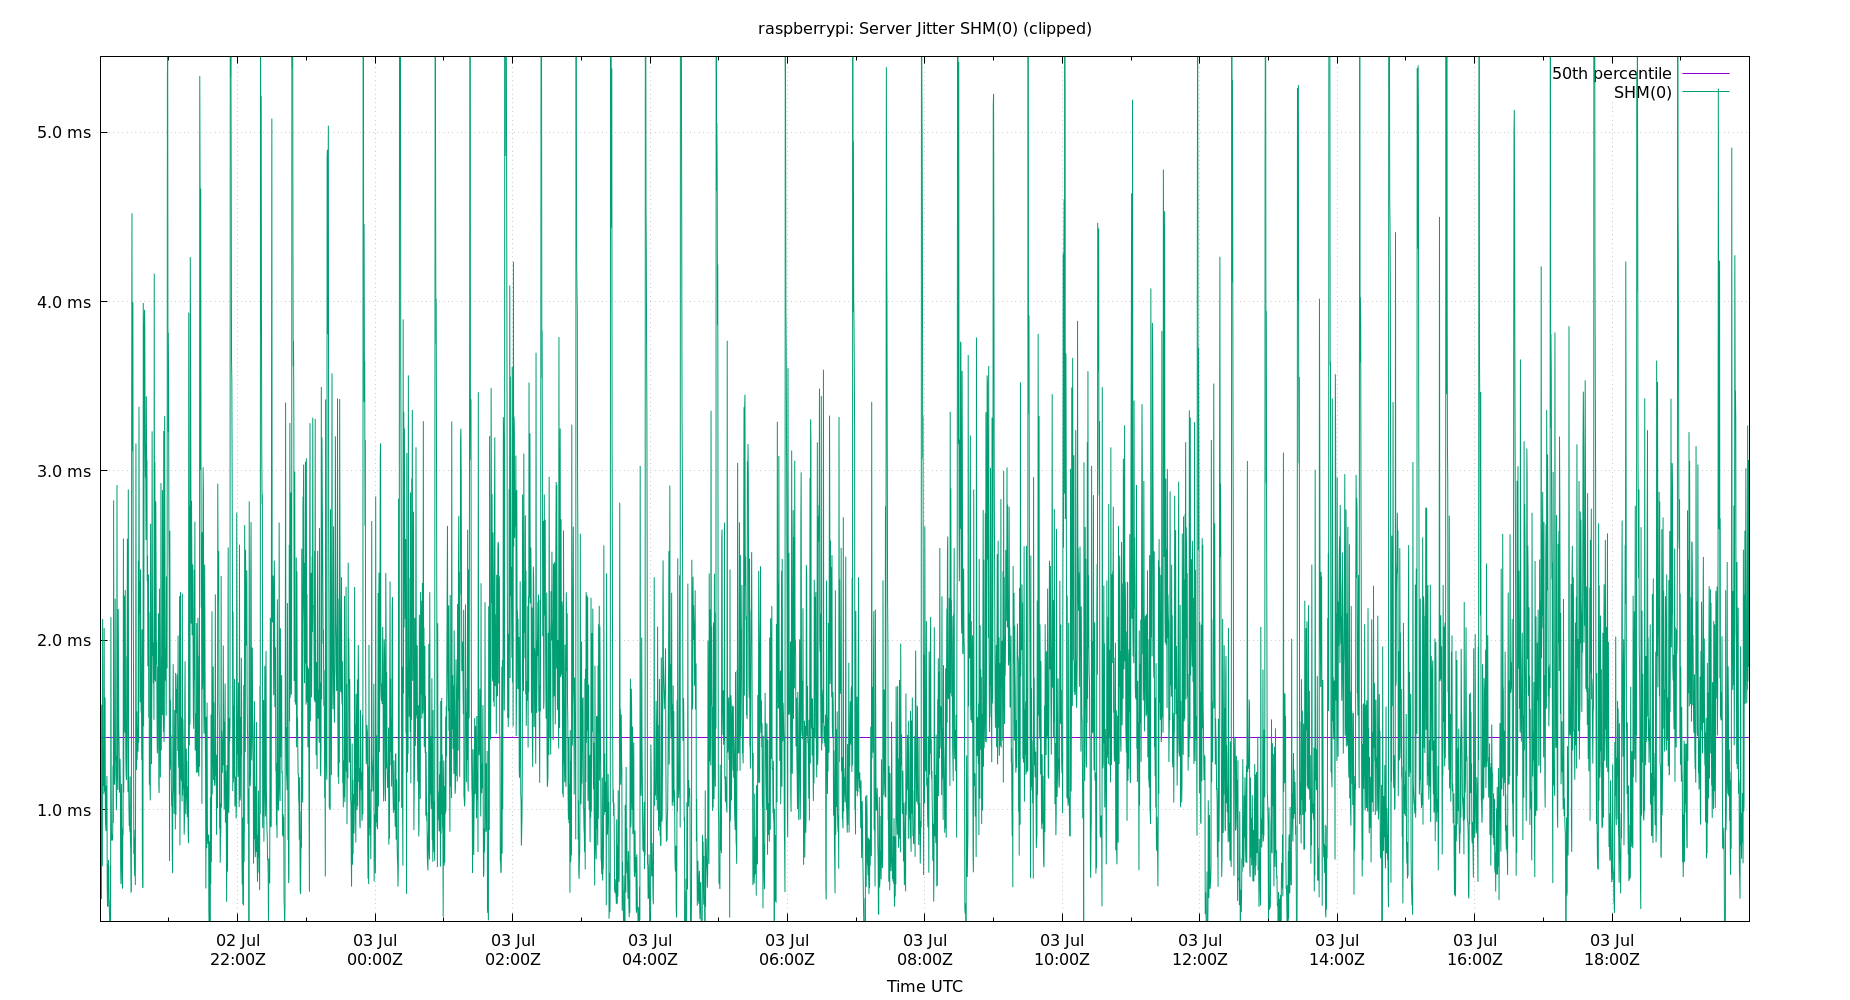 raspberrypi: Server Jitter SHM(0) (clipped)
50th percentile
SHM(0)
5.0 ms
4.0 ms
3.0 ms
2.0 ms
1.0 ms
02 Jul 03 Jul 03 Jul 03 Jul 03 Jul 03 Jul 03 Jul 03 Jul 03 Jul 03 Jul 03 Jul
22:00Z 00:00Z 02:00Z 04:00Z 06:00Z 08:00Z 10:00Z 12:00Z 14:00Z 16:00Z 18:00Z
Time UTC